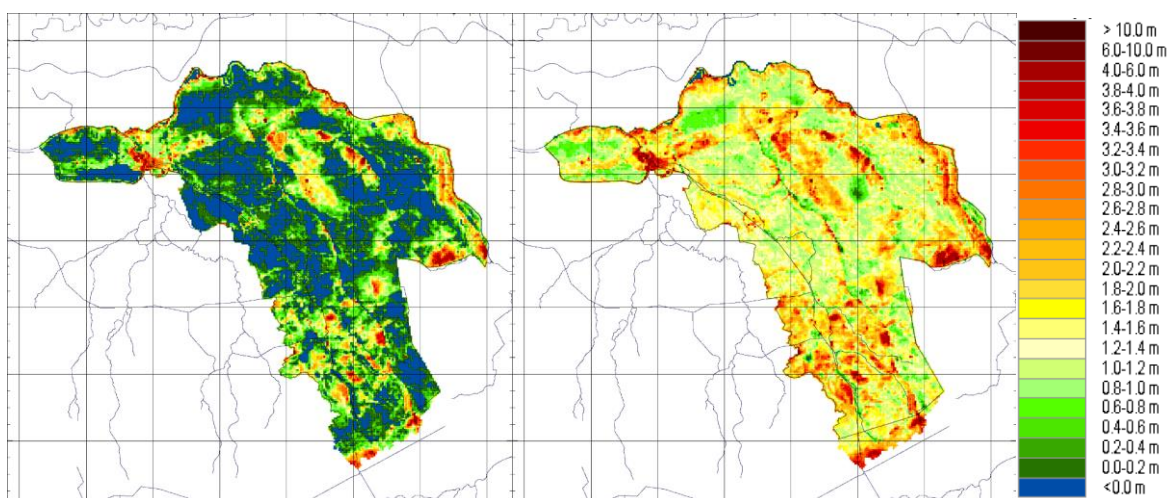 > 10.0 m
6.0-10.0 m
4.0-6.0 m
3.8-4.0 m
3.6-3.8 m
3.4-3.6 m
3.2-3.4 m
3.0-3.2 m
2.8-3.0 m
2.6-2.8 m
2.4-2.6 m
2.2-2.4 m
2.0-2.2 m
1.8-2.0 m
1.6-1.8 m
1.4-1.6 m
1.2-1.4 m
1.0-1.2 m
0.8-1.0 m
0.6-0.8 m
0.4-0.6 m
0.2-0.4 m
0.0-0.2 m
<0.0 m